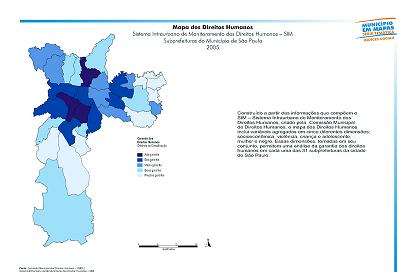 Mapa dos Direitos Humanos
Sistema Intraurbano de Monitoramento dos Direitos Humanos – SIM
Subprefeituras do Município de São Paulo
2005
MUNICÍPIO
EM MAPAS
SÉRIE TEMÁTICA
ÍNDICES SOCIAIS
Construído a partir das informações que compõem o
SIM – Sistema Intraurbano de Monitoramento dos
Direitos Humanos, criado pela Comissão Municipal
de Direitos Humanos, o mapa dos Direitos Humanos
inclui variáveis agregadas em cinco diferentes dimensões:
socioeconômica, violência, criança e adolescente,
mulher e negro. Essas dimensões, tomadas em seu
conjunto, permitem uma análise da garantia dos direitos
humanos em cada uma das 31 subprefeituras da cidade
de São Paulo.
Garantia dos
Direitos Humanos
Alta garantia
Boa garantia
Média garantia
Baixa garantia
Precária garantia